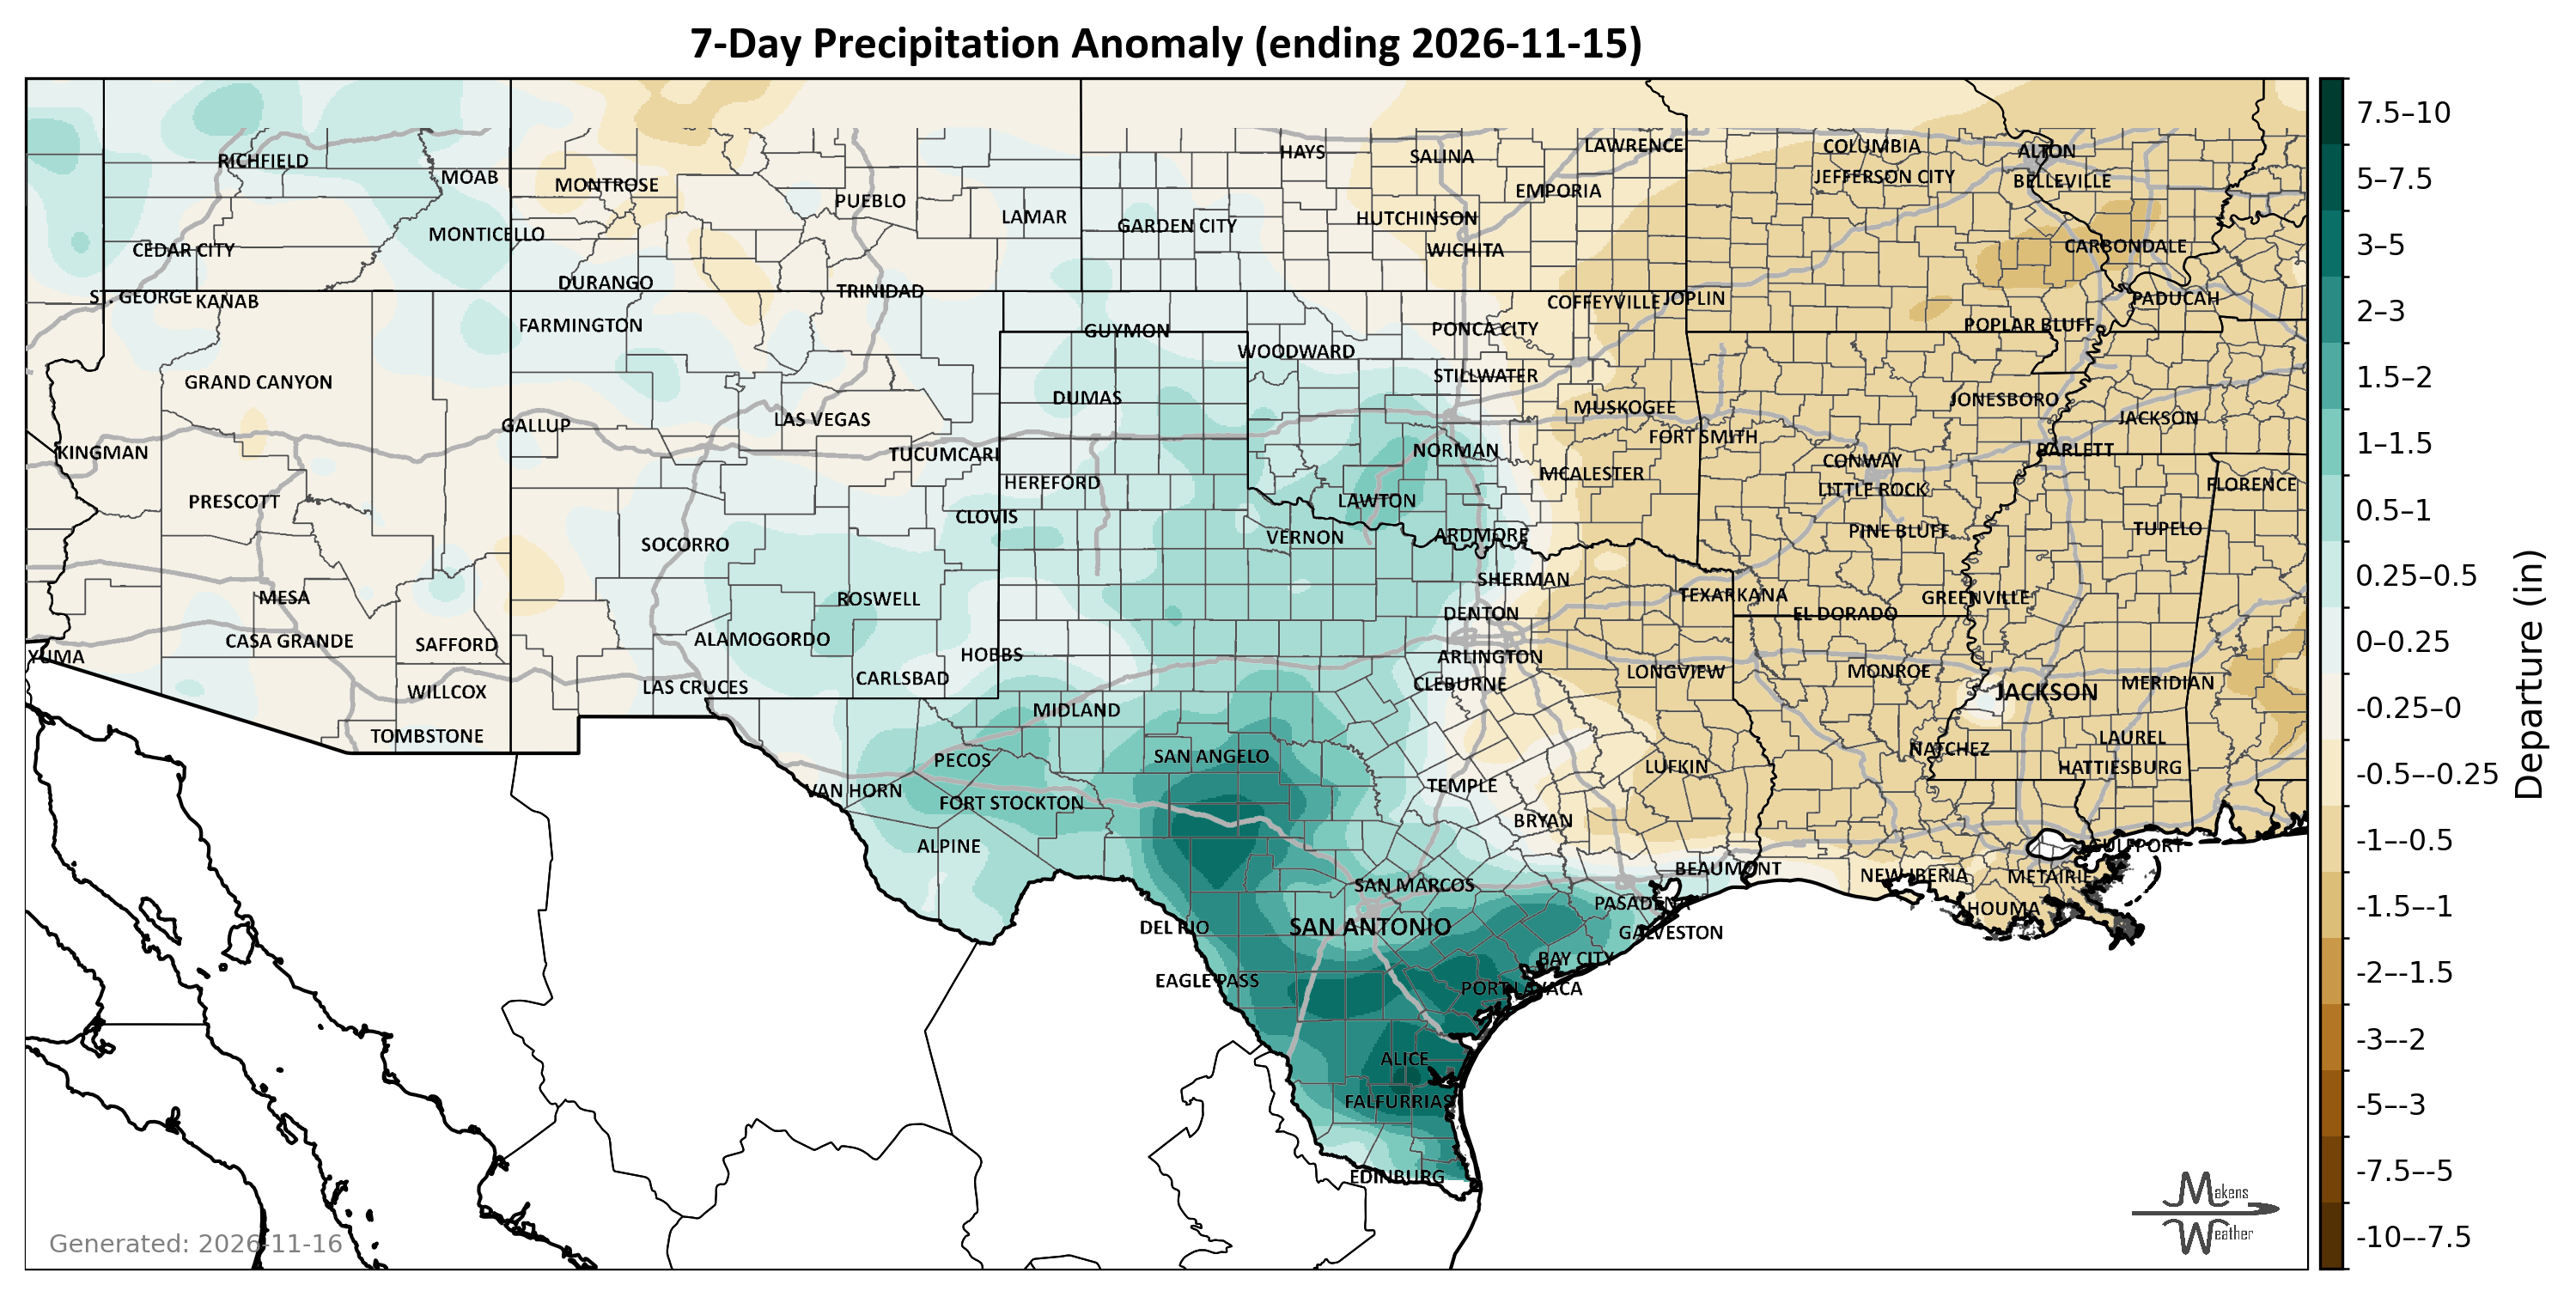 7-Day Precipitation Anomaly (ending 2026-11-15)
RICHFIELD
MOAB
MONTROSE
PUEBLO
LAMAR
HAYS
SALINA
LAWRENCE
COLUMBIA
ALTON
JEFFERSON CITY
BELLEVILLE
EMPORIA
GARDEN CITY
HUTCHINSON
WICHITA
CEDAR CITY
MONTICELLO
CARBONDALE
DURANGO
TRINIDAD
ST. GEORGE
KANAB
COFFEYVILLE
JOPLIN
PADUCAH
FARMINGTON
GUYMON
PONCA CITY
POPLAR BLUFF
WOODWARD
STILLWATER
GRAND CANYON
DUMAS
MUSKOGEE
JONESBORO
JACKSON
GALLUP
LAS VEGAS
FORT SMITH
KINGMAN
TUCUMCARI
NORMAN
BARLETT
MCALESTER
CONWAY
HEREFORD
LITTLE ROCK
FLORENCE
PRESCOTT
LAWTON
CLOVIS
SOCORRO
VERNON
ARDMORE
PINE BLUFF
TUPELO
SHERMAN
MESA
ROSWELL
TEXARKANA
GREENVILLE
DENTON
EL DORADO
CASA GRANDE
SAFFORD
ALAMOGORDO
YUMA
HOBBS
ARLINGTON
LONGVIEW
MONROE
WILLCOX
LAS CRUCES
CARLSBAD
CLEBURNE
JACKSON
MERIDIAN
TOMBSTONE
MIDLAND
NATCHEZ
LAUREL
PECOS
SAN ANGELO
LUFKIN
HATTIESBURG
VAN HORN
FORT STOCKTON
TEMPLE
BRYAN
ALPINE
GULFPORT
BEAUMONT
NEW IBERIA
METAIRIE
SAN MARCOS
PASADENA
HOUMA
DEL RIO
SAN ANTONIO
GALVESTON
BAY CITY
EAGLE PASS
PORT LAVACA
ALICE
FALFURRIAS
EDINBURG
7.5–10
5–7.5
3–5
2–3
1.5–2
1–1.5
0.5–1
0.25–0.5
0–0.25
-0.25–0
-0.5–-0.25
-1–-0.5
-1.5–-1
-2–-1.5
-3–-2
-5–-3
-7.5–-5
-10–-7.5
Departure (in)
Generated: 2026-11-16
Makens
Weather